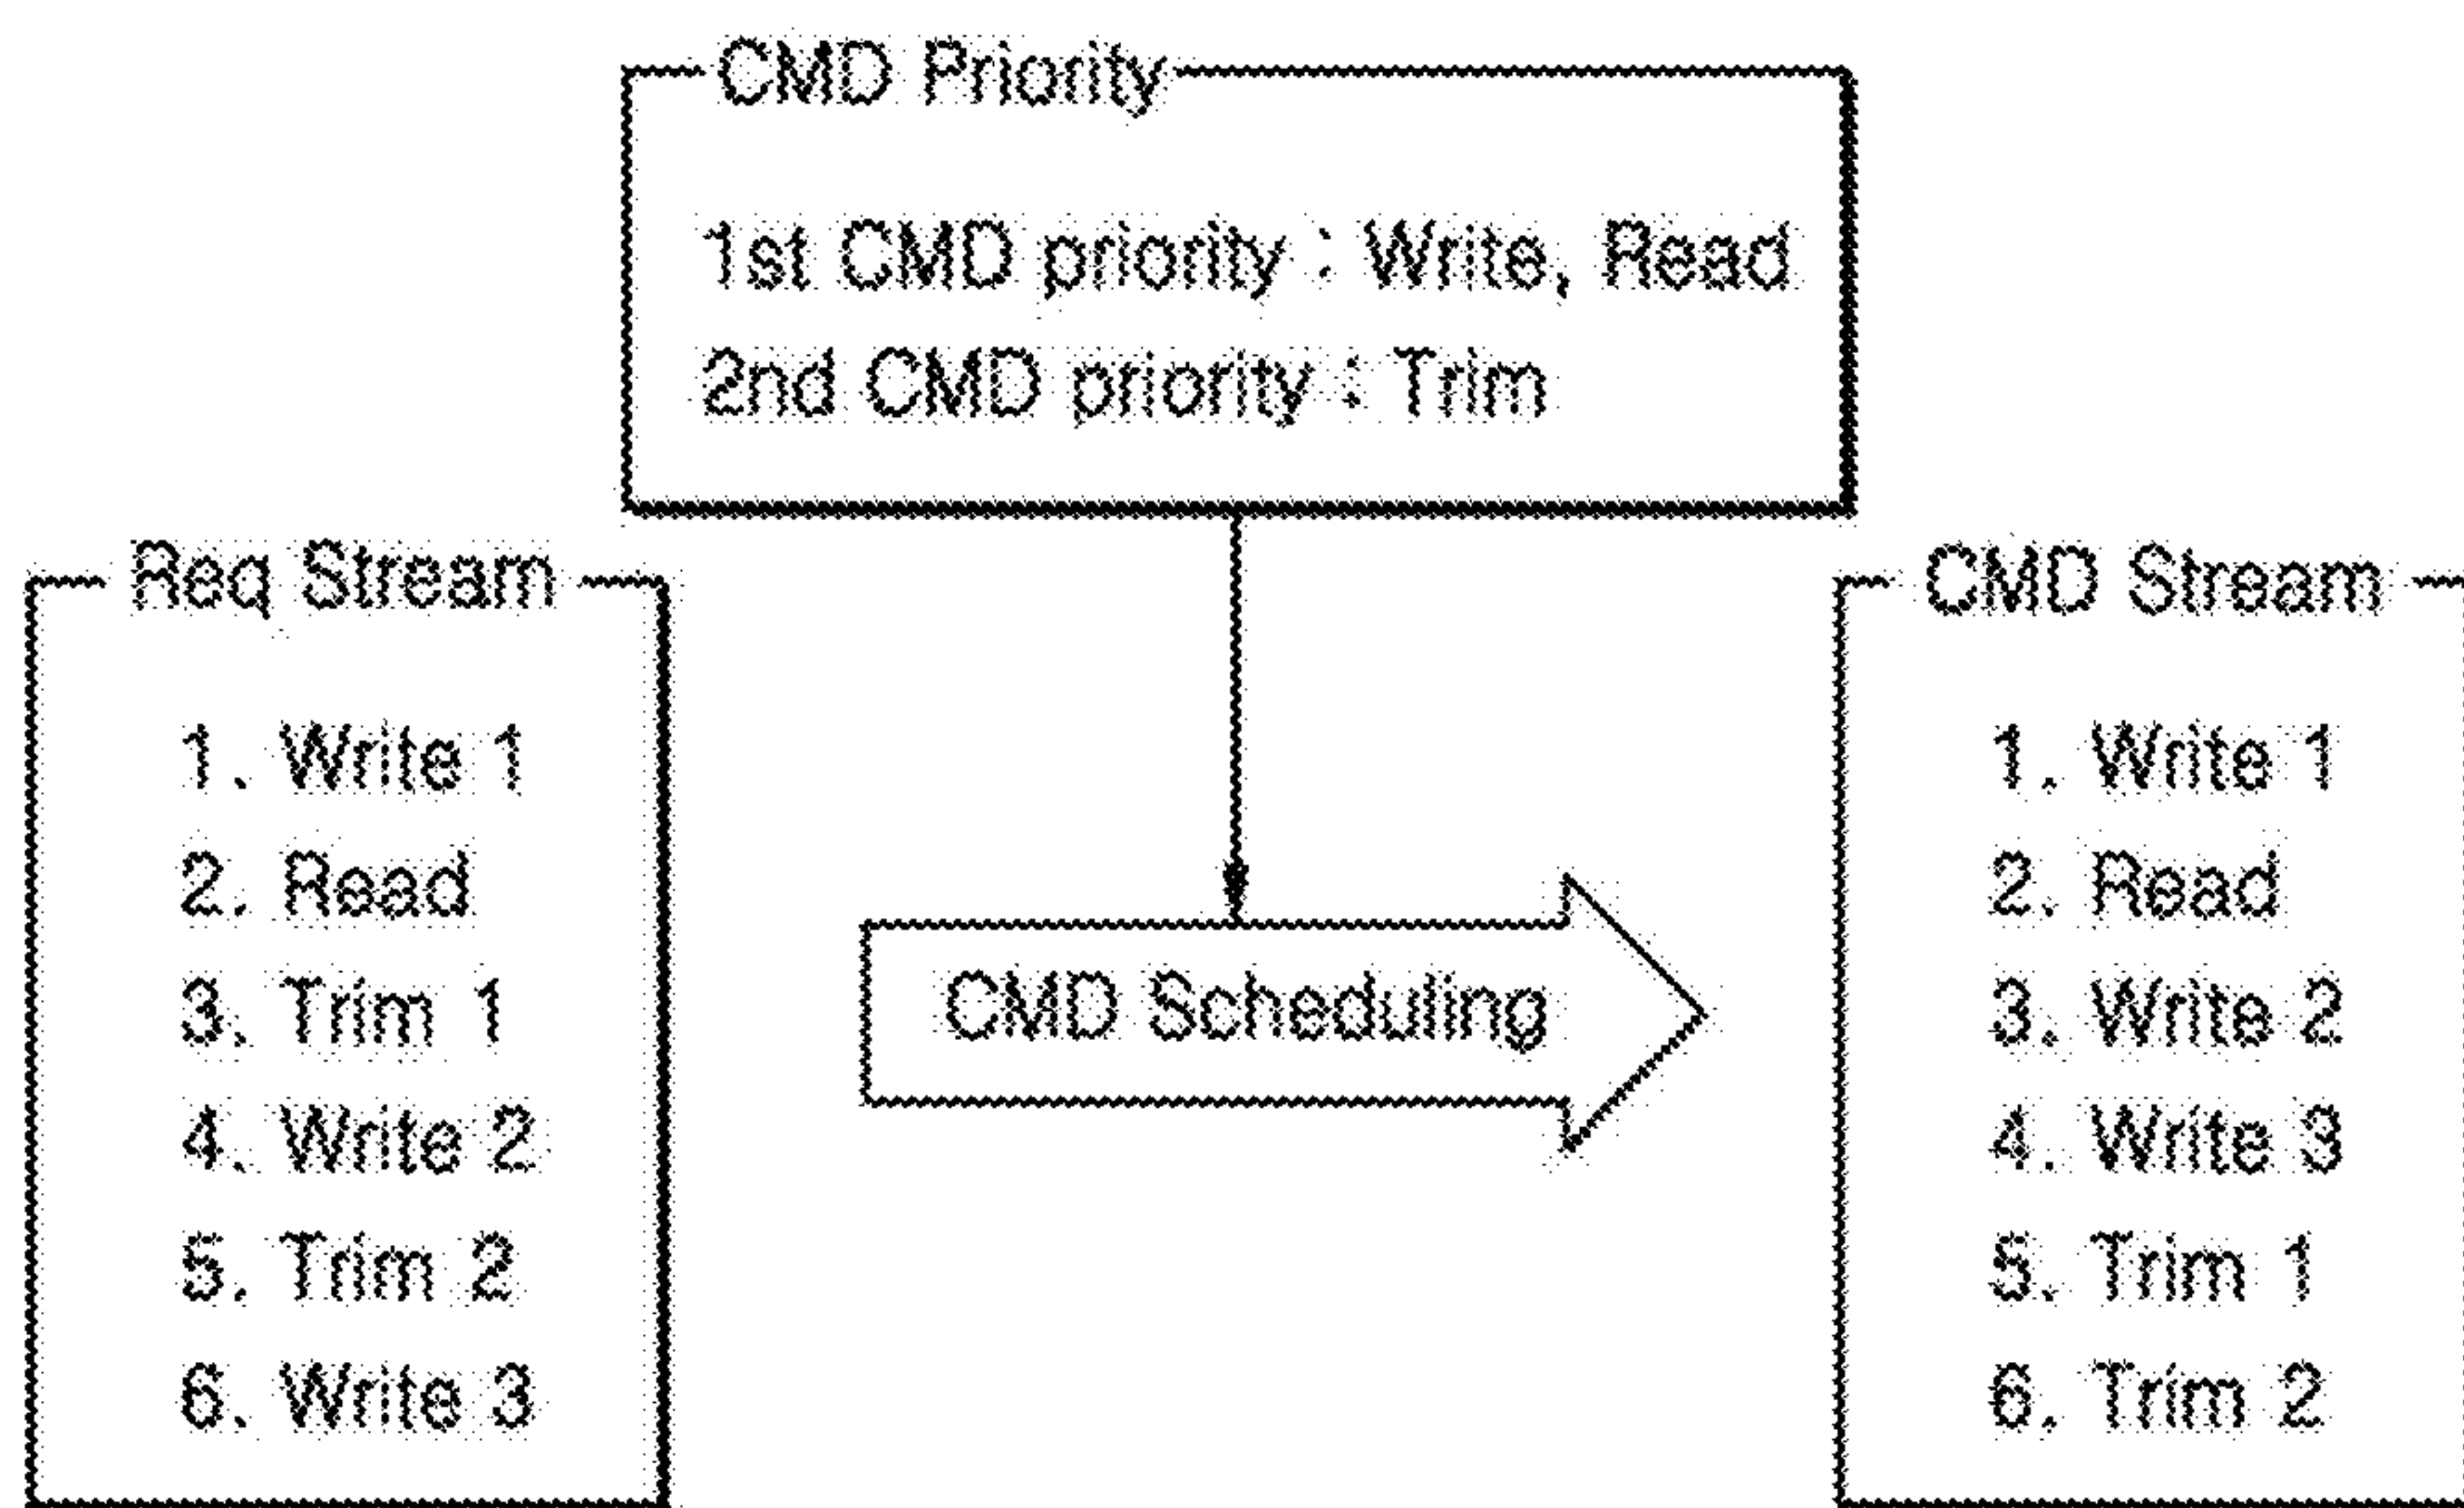 CMD Priority
1st CMD priority : Write, Read
2nd CMD priority : Trim
Req Stream
1. Write 1
2. Read
3. Trim 1
4. Write 2
5. Trim 2
6. Write 3
CMD Scheduling
CMD Stream
1. Write 1
2. Read
3. Write 2
4. Write 3
5. Trim 1
6. Trim 2